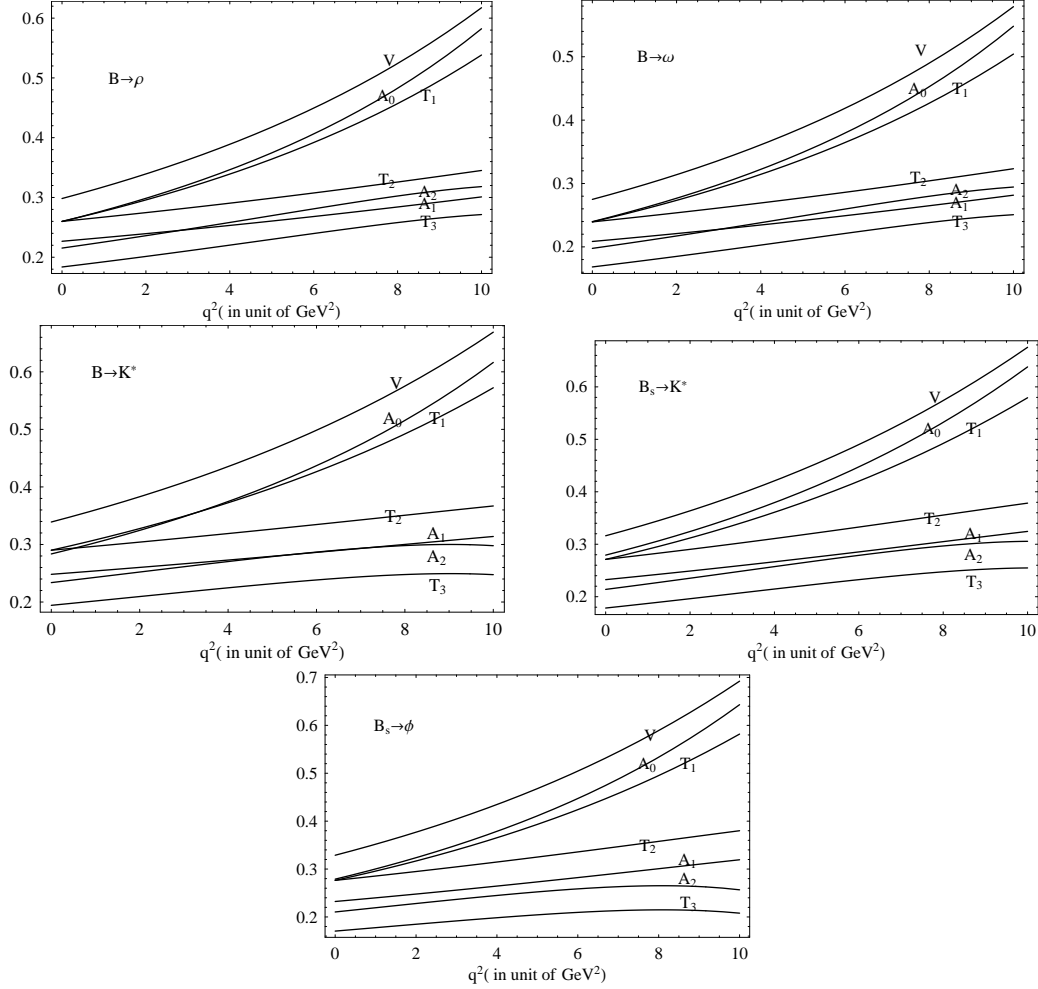 0.6
0.5
0.4
0.3
0.2
B→ρ
V
A0
T1
T2
A2
A1
T3
0 2 4 6 8 10
q²( in unit of GeV²)
0.5
0.4
0.3
0.2
B→ω
V
A0
T1
T2
A2
A1
T3
0 2 4 6 8 10
q²( in unit of GeV²)
0.6
0.5
0.4
0.3
0.2
B→K*
V
A0
T1
T2
A1
A2
T3
0 2 4 6 8 10
q²( in unit of GeV²)
0.6
0.5
0.4
0.3
0.2
Bs→K*
V
A0
T1
T2
A1
A2
T3
0 2 4 6 8 10
q²( in unit of GeV²)
0.7
0.6
0.5
0.4
0.3
0.2
Bs→ϕ
V
A0
T1
T2
A1
A2
T3
0 2 4 6 8 10
q²( in unit of GeV²)